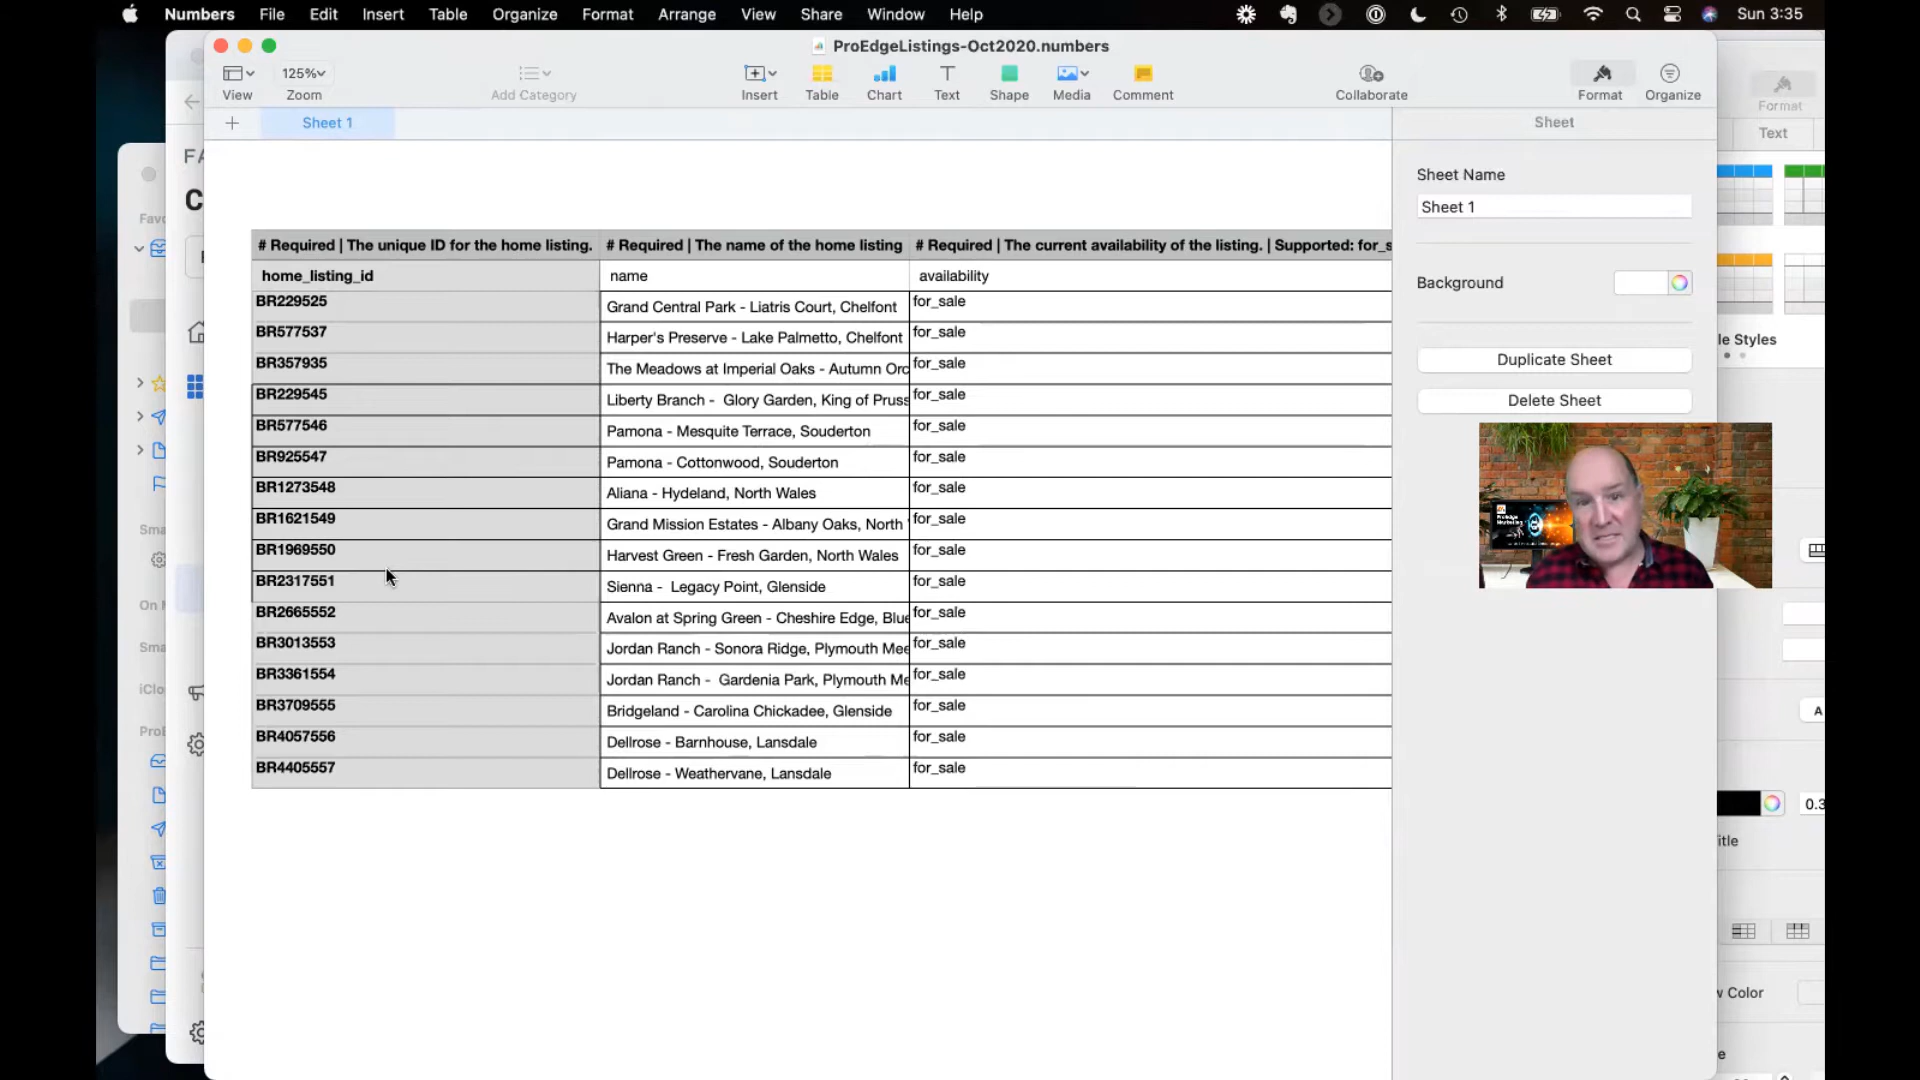 Numbers File Edit Insert Table Organize Format Arrange View Share Window Help Sun 3:35
ProEdgeListings-Oct2020.numbers
125%
View Zoom Add Category Insert Table Chart Text Shape Media Comment Collaborate Format Organize
Format
Sheet 1 Sheet
Text
Sheet Name
Sheet 1
# Required | The unique ID for the home listing. # Required | The name of the home listing # Required | The current availability of the listing. | Supported: for_s
home_listing_id name availability
Background
BR229525 Grand Central Park - Liatris Court, Chelfont for_sale
BR577537 Harper's Preserve - Lake Palmetto, Chelfont for_sale
le Styles
Duplicate Sheet
BR357935 The Meadows at Imperial Oaks - Autumn Orc for_sale
BR229545 Liberty Branch -  Glory Garden, King of Pruss for_sale
Delete Sheet
BR577546 Pamona - Mesquite Terrace, Souderton for_sale
BR925547 Pamona - Cottonwood, Souderton for_sale
BR1273548 Aliana - Hydeland, North Wales for_sale
BR1621549 Grand Mission Estates - Albany Oaks, North for_sale
BR1969550 Harvest Green - Fresh Garden, North Wales for_sale
BR2317551 Sienna -  Legacy Point, Glenside for_sale
BR2665552 Avalon at Spring Green - Cheshire Edge, Blue for_sale
BR3013553 Jordan Ranch - Sonora Ridge, Plymouth Mee for_sale
BR3361554 Jordan Ranch -  Gardenia Park, Plymouth Me for_sale
BR3709555 Bridgeland - Carolina Chickadee, Glenside for_sale
BR4057556 Dellrose - Barnhouse, Lansdale for_sale
BR4405557 Dellrose - Weathervane, Lansdale for_sale
FA
C
Favo
Sma
On M
Sma
iClo
ProE
A
0.3
itle
w Color
e